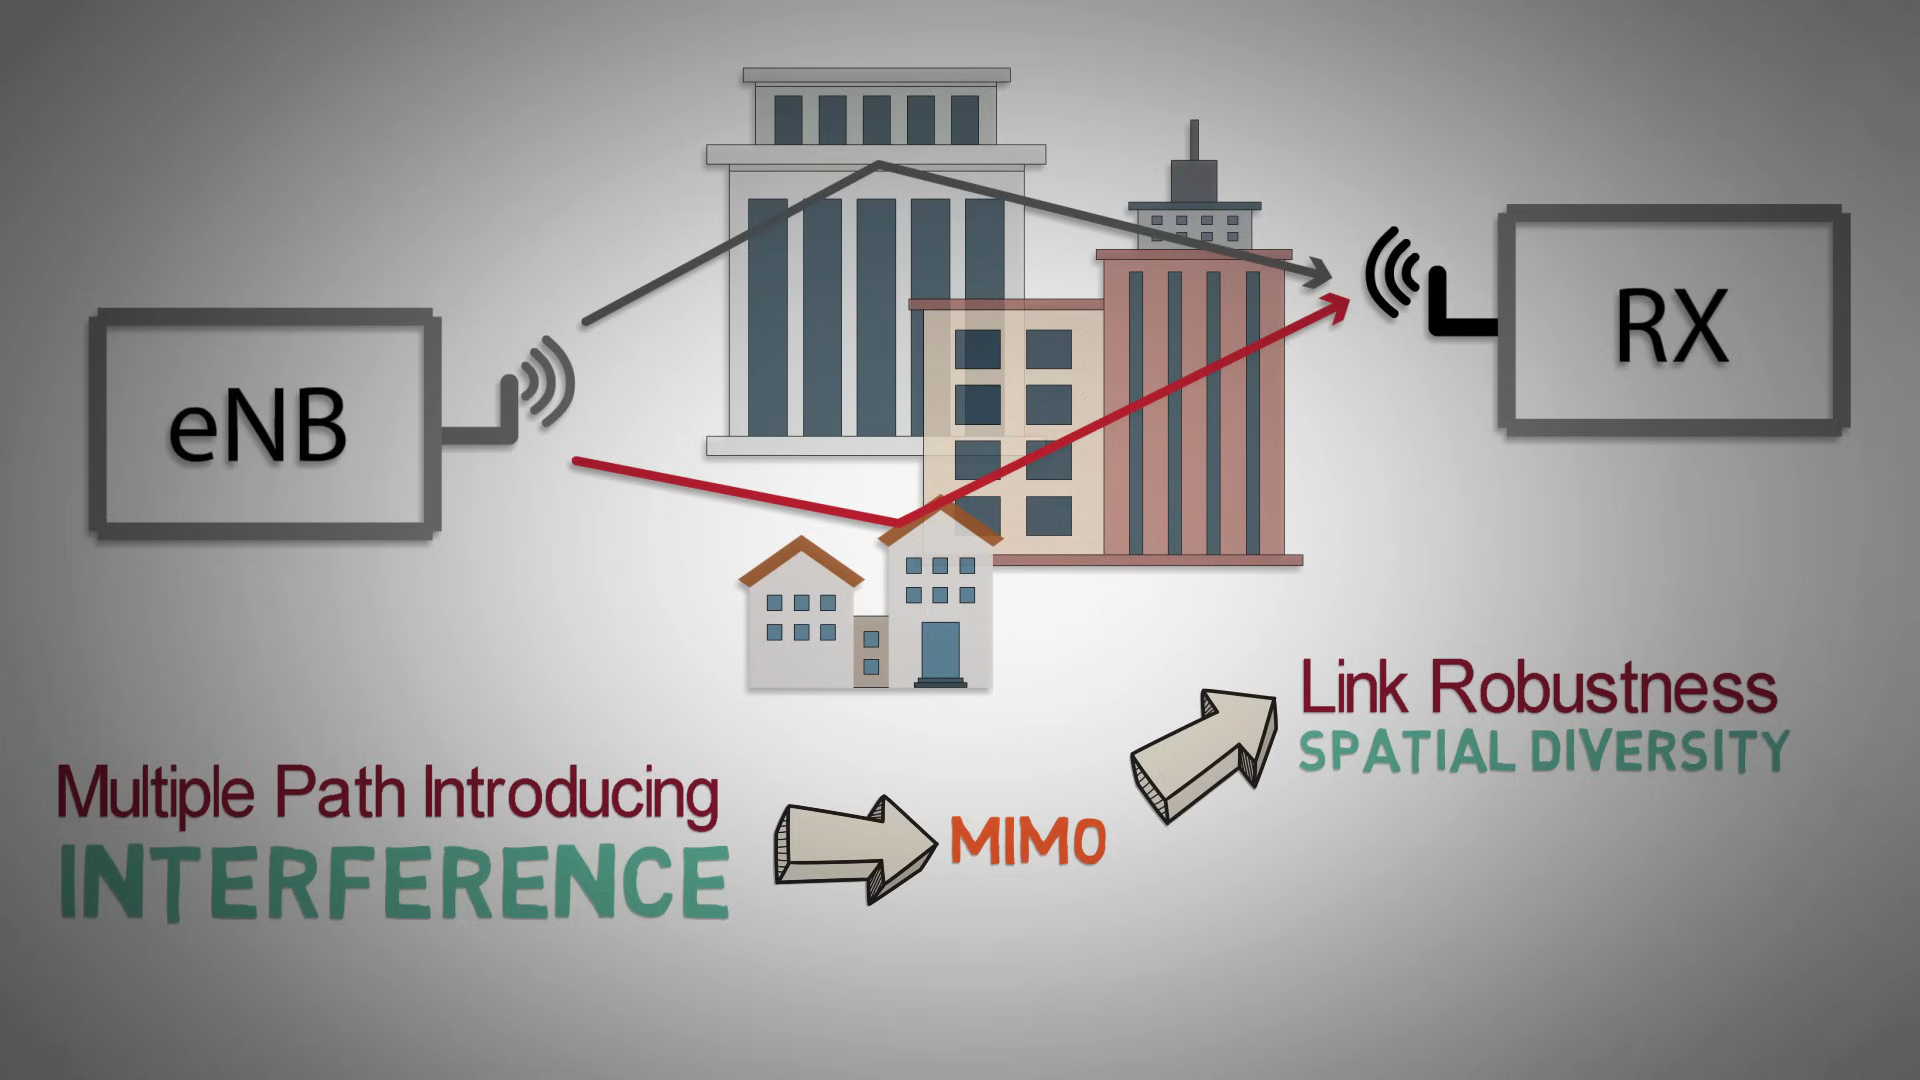 eNB
RX
Multiple Path Introducing
INTERFERENCE
MIMO
Link Robustness
SPATIAL DIVERSITY